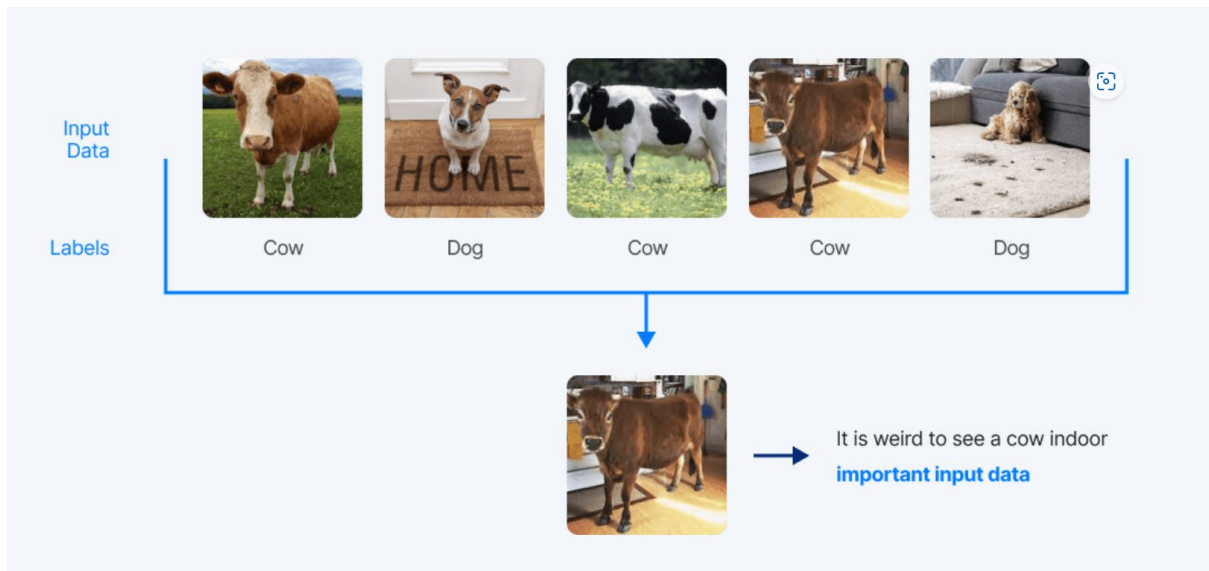 Input
Data
HOME
Labels
Cow
Dog
Cow
Cow
Dog
It is weird to see a cow indoor
important input data